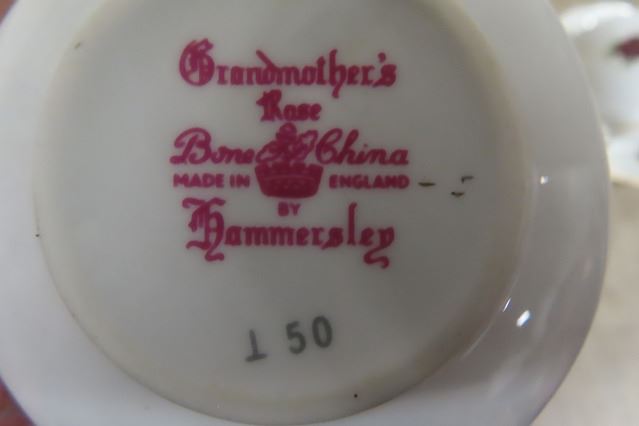 Grandmother's
Rose
Bone China
MADE IN ENGLAND
BY
Hammersley
50